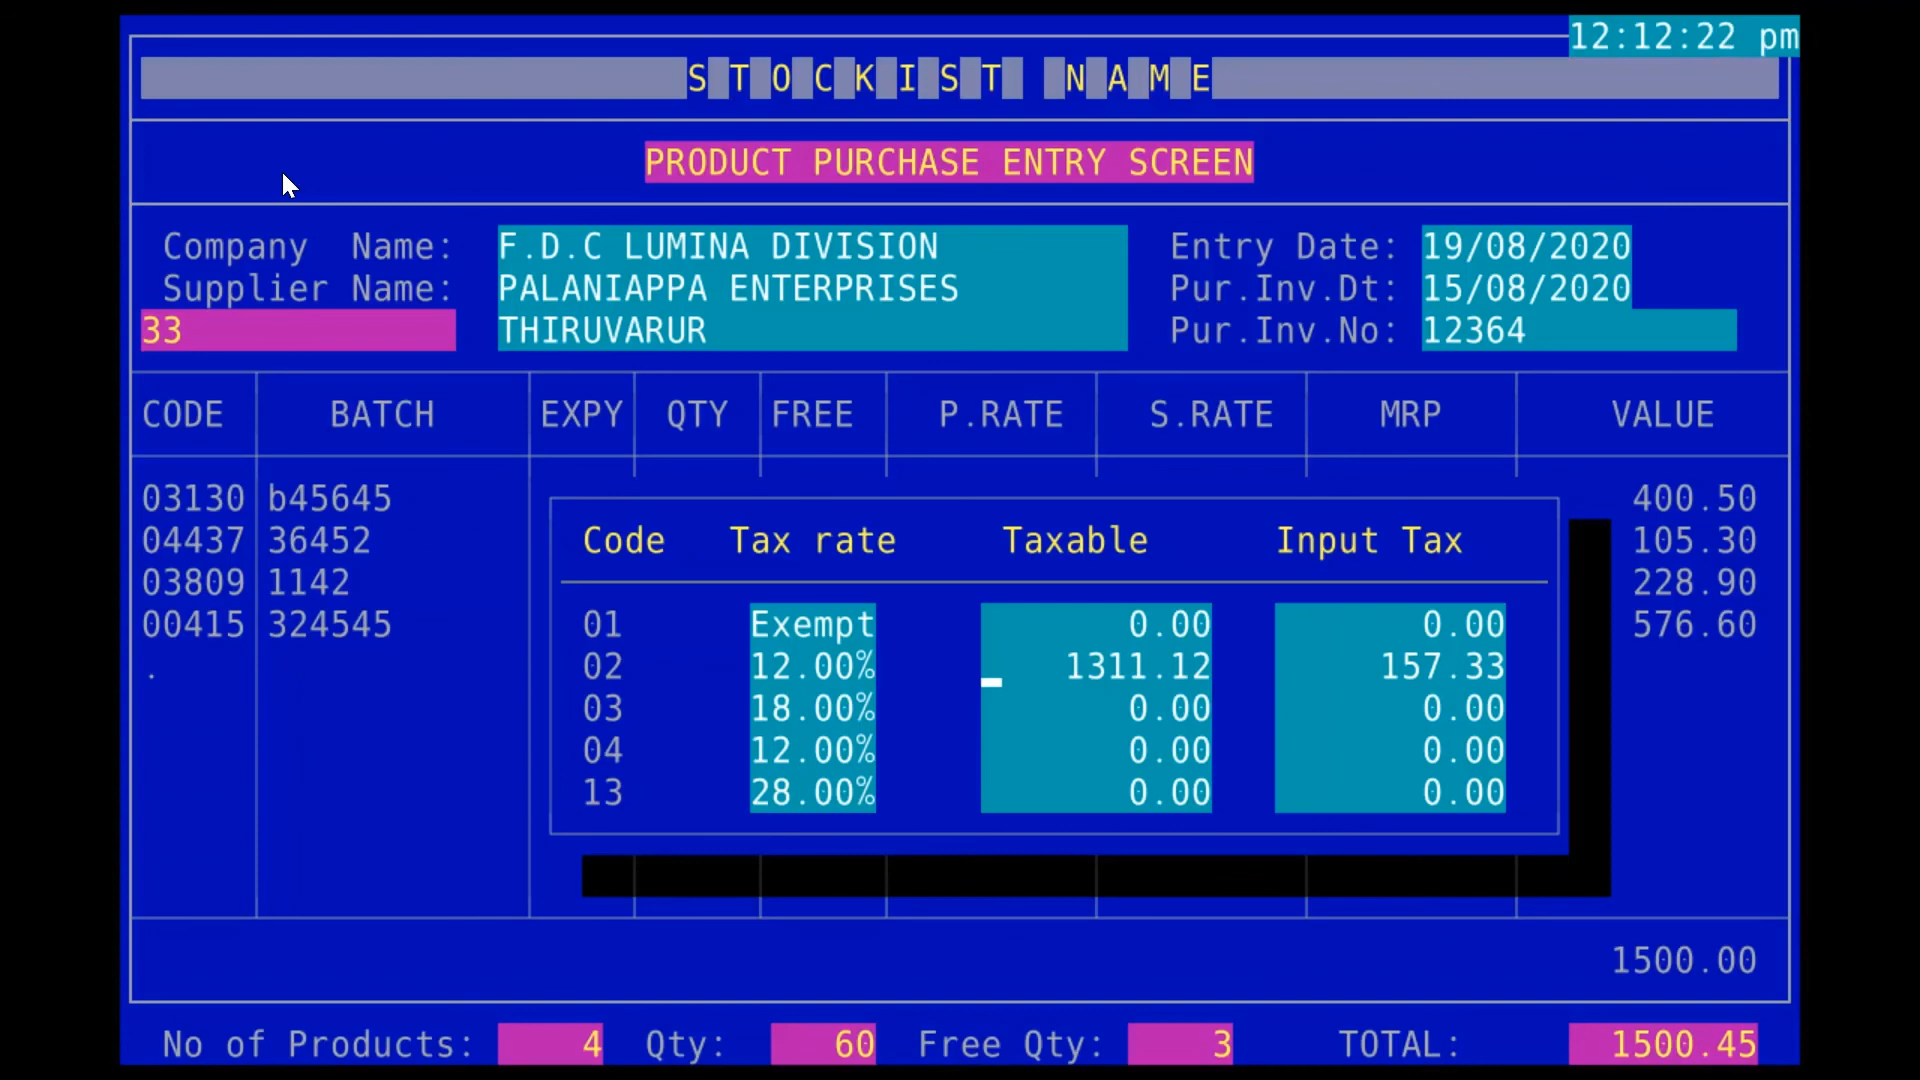 12:12:22 pm
STOCKIST NAME
PRODUCT PURCHASE ENTRY SCREEN
Company Name: F.D.C LUMINA DIVISION Entry Date: 19/08/2020
Supplier Name: PALANIAPPA ENTERPRISES Pur.Inv.Dt: 15/08/2020
33 THIRUVARUR Pur.Inv.No: 12364
CODE BATCH EXPY QTY FREE P.RATE S.RATE MRP VALUE
03130 b45645 400.50
04437 36452 Code Tax rate Taxable Input Tax 105.30
03809 1142 228.90
00415 324545 01 Exempt 0.00 0.00 576.60
. 02 12.00% 1311.12 157.33
03 18.00% 0.00 0.00
04 12.00% 0.00 0.00
13 28.00% 0.00 0.00
1500.00
No of Products: 4 Qty: 60 Free Qty: 3 TOTAL: 1500.45